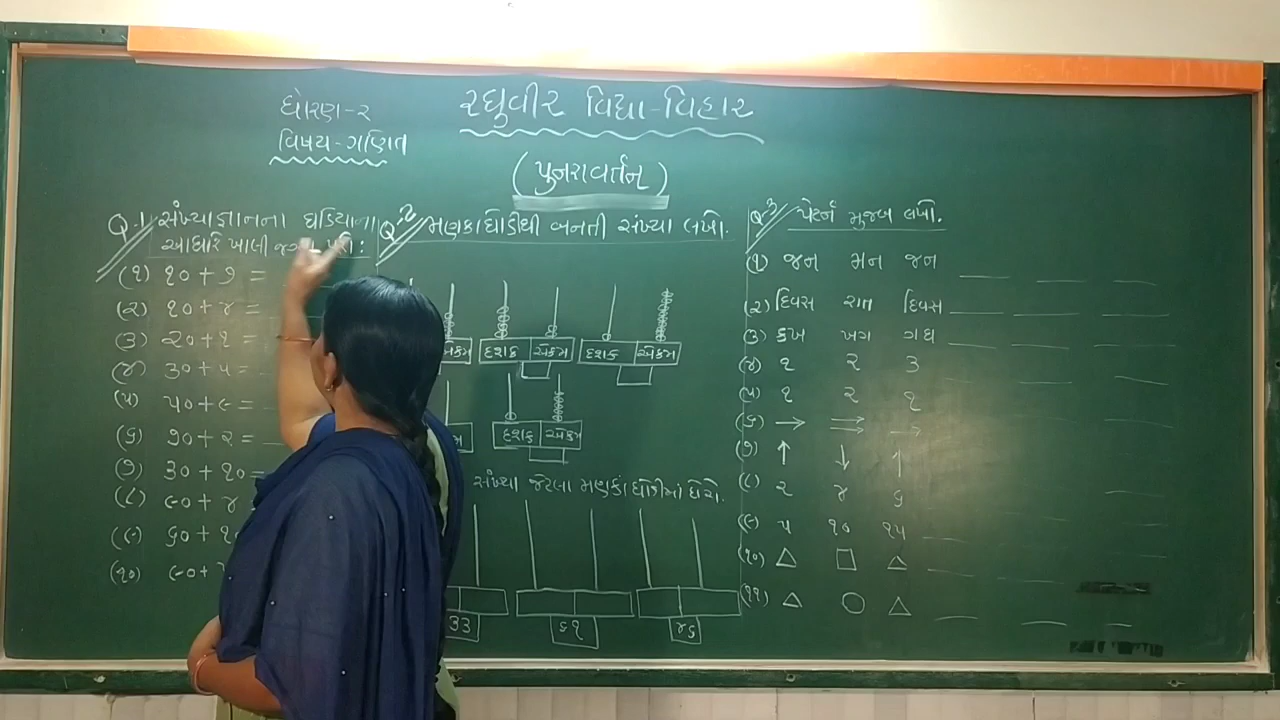 રઘુવીર વિદ્યા-વિહાર
ધોરણ-૨
વિષય-ગણિત
(પુનરાવર્તન)
Q.1 સંખ્યાજ્ઞાનના ઘડિયાના
આધારે ખાલી
(૧) ૧૦+૭ =
(૨) ૧૦+૪ =
(૩) ૨૦+૧ =
(૪) ૩૦+૫ =
(૫) ૫૦+૯ =
(૬) ૭૦+૨ =
(૭) ૩૦+૧૦ =
(૮) ૯૦+૪
(૯) ૬૦+
(૧૦) ૯૦+
Q.2 મણકાઘોડીથી બનતી સંખ્યા લખો.
દશક એકમ દશક એકમ
દશક એકમ
સંખ્યા જેટલા મણકા ઘોડીમાં દોરો.
૩૩ ૬૧ ૪૬
Q.3 પેટર્ન મુજબ લખો.
(૧) જન મન જન
(૨) દિવસ રાત દિવસ
(૩) કખ ખગ ગઘ
(૪) ૧ ૨ ૩
(૫) ૧ ૨ ૧
(૬) → ⇉ →
(૭) ↑ ↓ ↑
(૮) ૨ ૪ ૬
(૯) ૫ ૧૦ ૧૫
(૧૦) △ □ △
(૧૧) △ ○ △